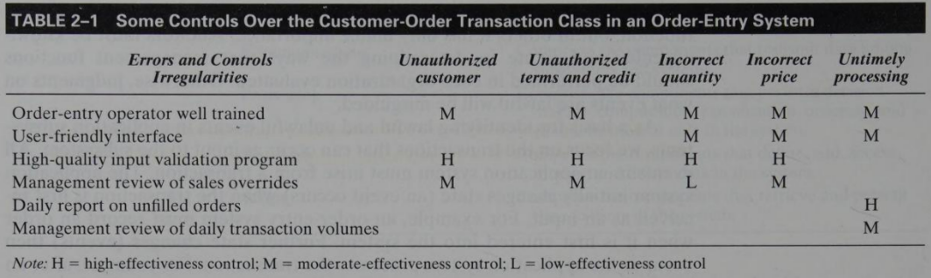 TABLE 2–1 Some Controls Over the Customer-Order Transaction Class in an Order-Entry System
Errors and Controls Unauthorized Unauthorized Incorrect Incorrect Untimely
Irregularities customer terms and credit quantity price processing
Order-entry operator well trained M M M M M
User-friendly interface M M M
High-quality input validation program H H H H
Management review of sales overrides M M L M
Daily report on unfilled orders H
Management review of daily transaction volumes M
Note: H = high-effectiveness control; M = moderate-effectiveness control; L = low-effectiveness control